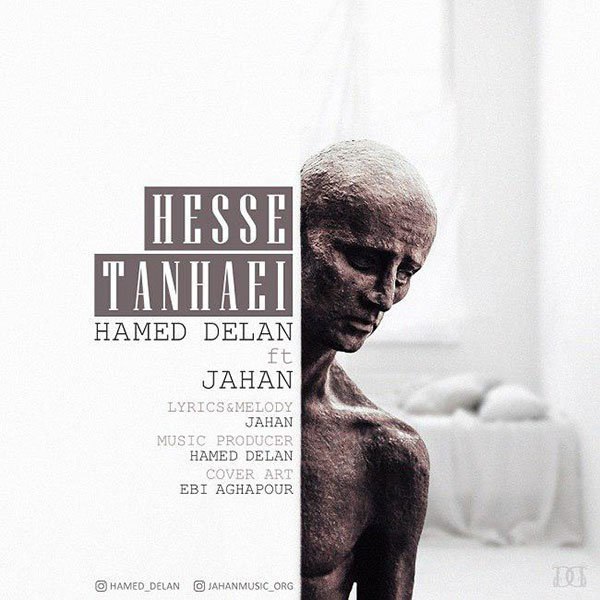 HESSE
TANHAEI
HAMED DELAN
ft
JAHAN
LYRICS&MELODY
JAHAN
MUSIC PRODUCER
HAMED DELAN
COVER ART
EBI AGHAPOUR
HAMED_DELAN JAHANMUSIC_ORG